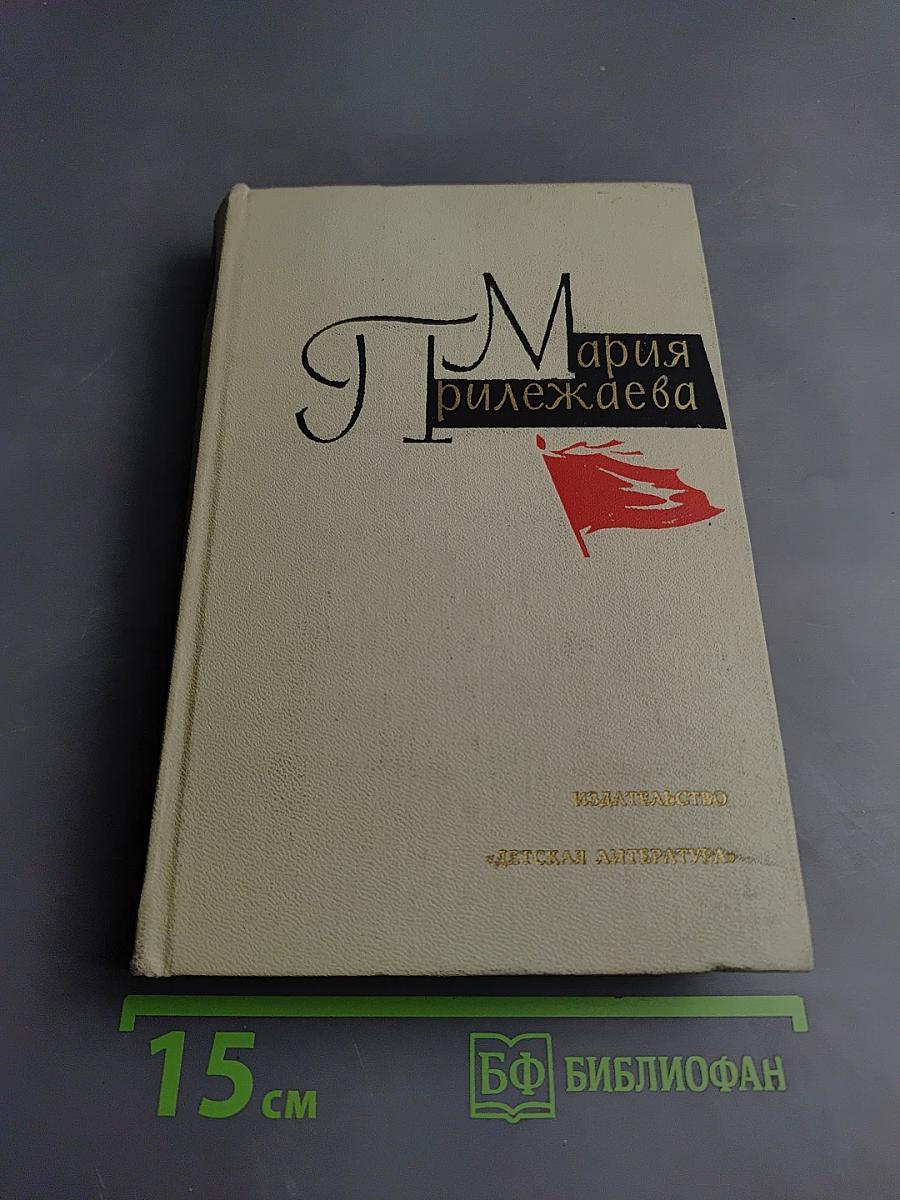 Мария
Прилежаева
ИЗДАТЕЛЬСТВО
«ДЕТСКАЯ ЛИТЕРАТУРА»
15 см
БФ БИБЛИОФАН